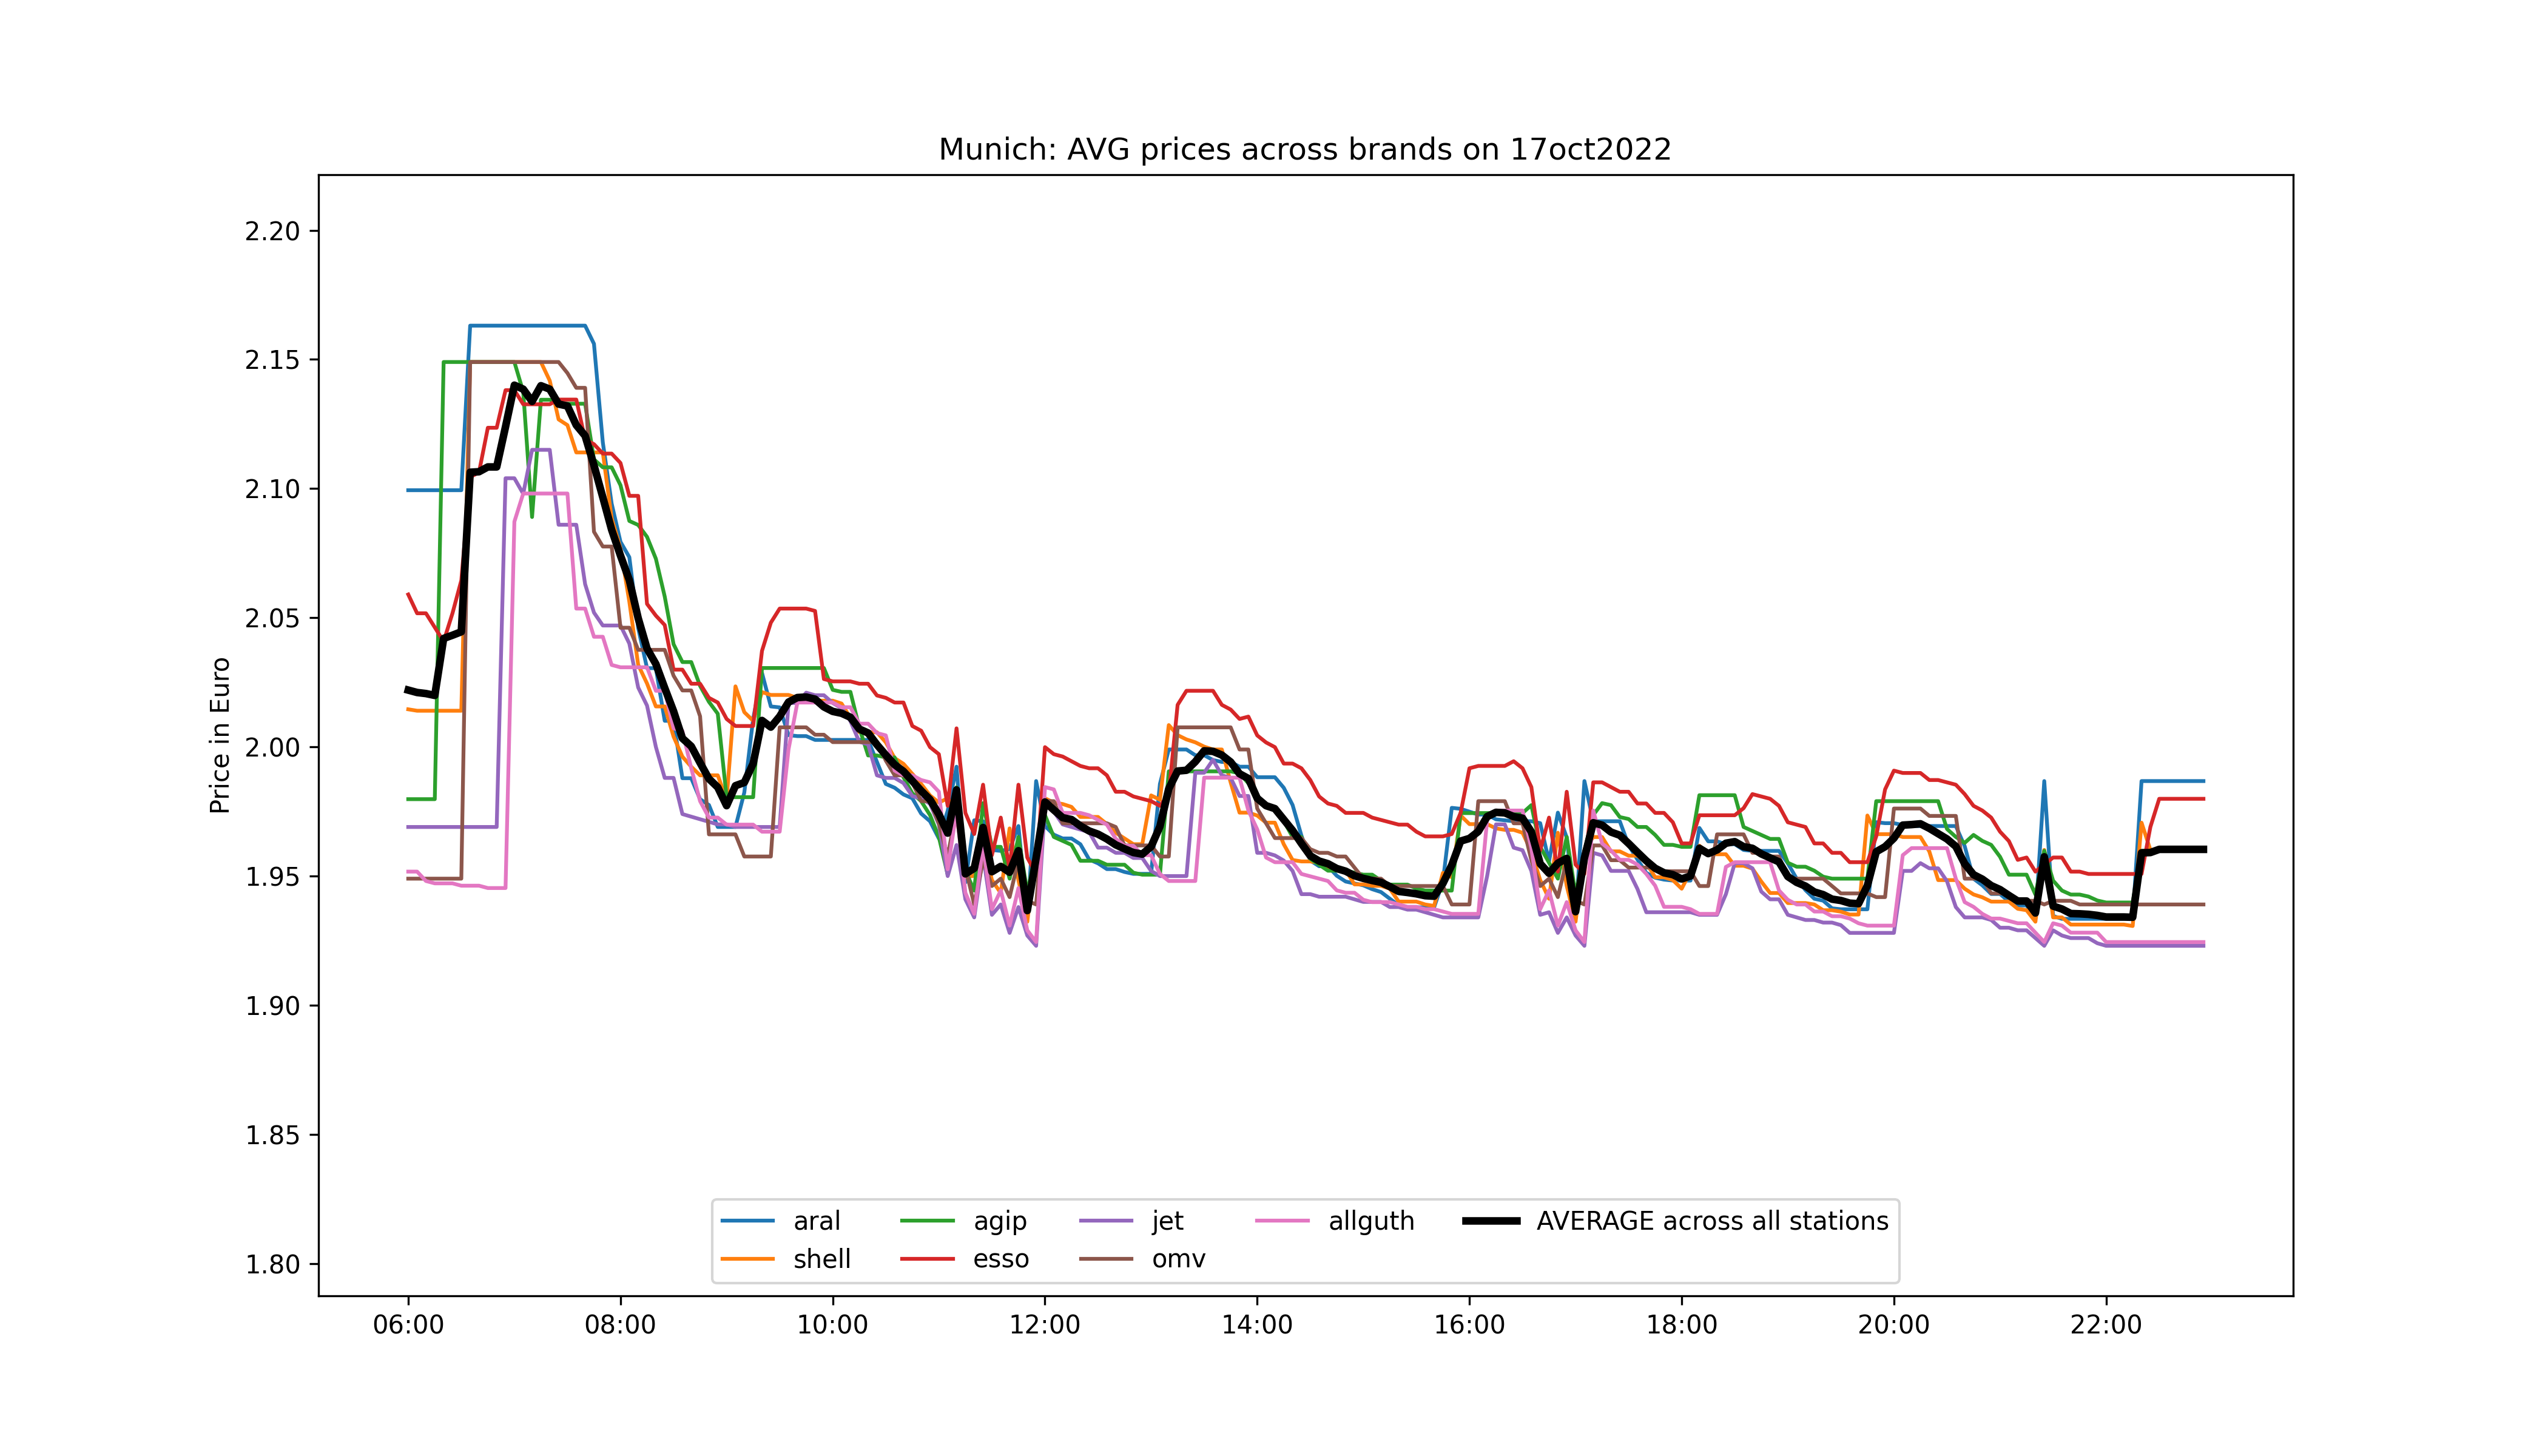 Munich: AVG prices across brands on 17oct2022
Price in Euro
2.20
2.15
2.10
2.05
2.00
1.95
1.90
1.85
1.80
aral agip jet allguth AVERAGE across all stations
shell esso omv
06:00 08:00 10:00 12:00 14:00 16:00 18:00 20:00 22:00